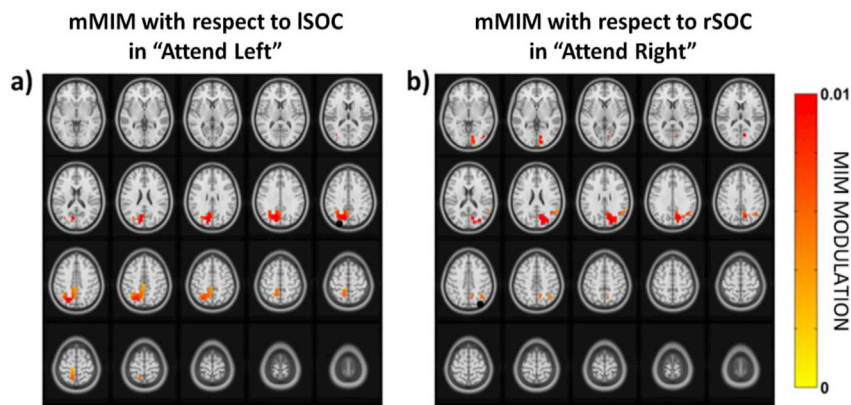 mMIM with respect to lSOC
in “Attend Left”
mMIM with respect to rSOC
in “Attend Right”
a)
b)
0.01
MIM MODULATION
0